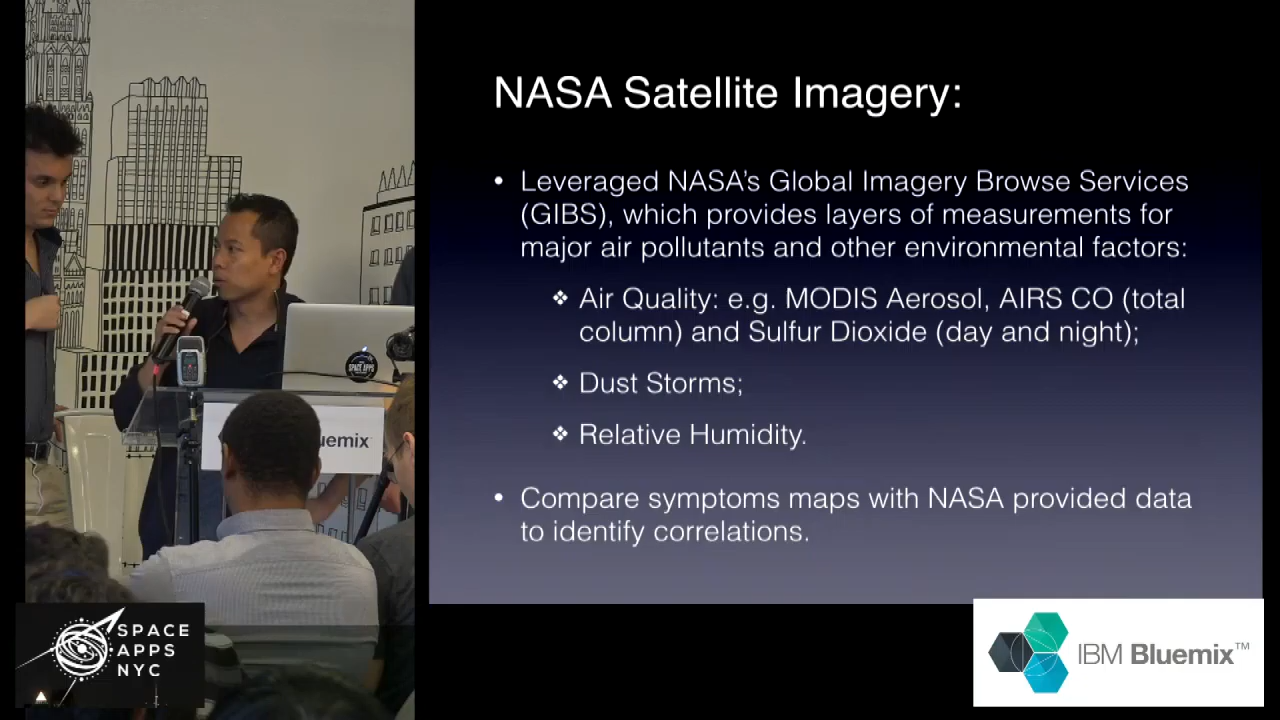 NASA Satellite Imagery:
• Leveraged NASA's Global Imagery Browse Services
(GIBS), which provides layers of measurements for
major air pollutants and other environmental factors:
❖ Air Quality: e.g. MODIS Aerosol, AIRS CO (total
column) and Sulfur Dioxide (day and night);
❖ Dust Storms;
❖ Relative Humidity.
• Compare symptoms maps with NASA provided data
to identify correlations.
SPACE APPS
uemix
SPACE
APPS
NYC
IBM Bluemix™